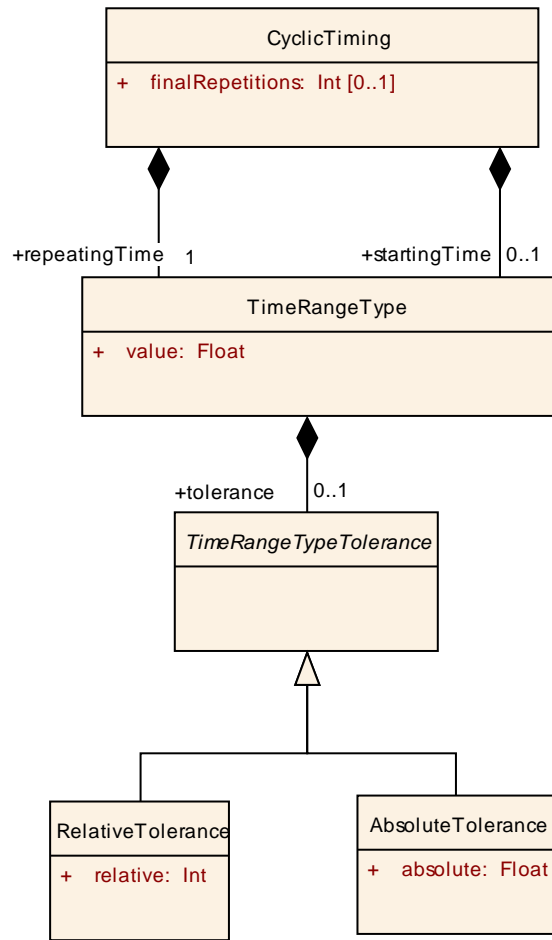 CyclicTiming
+ finalRepetitions: Int [0..1]
+repeatingTime 1
+startingTime 0..1
TimeRangeType
+ value: Float
+tolerance 0..1
TimeRangeTypeTolerance
RelativeTolerance
+ relative: Int
AbsoluteTolerance
+ absolute: Float